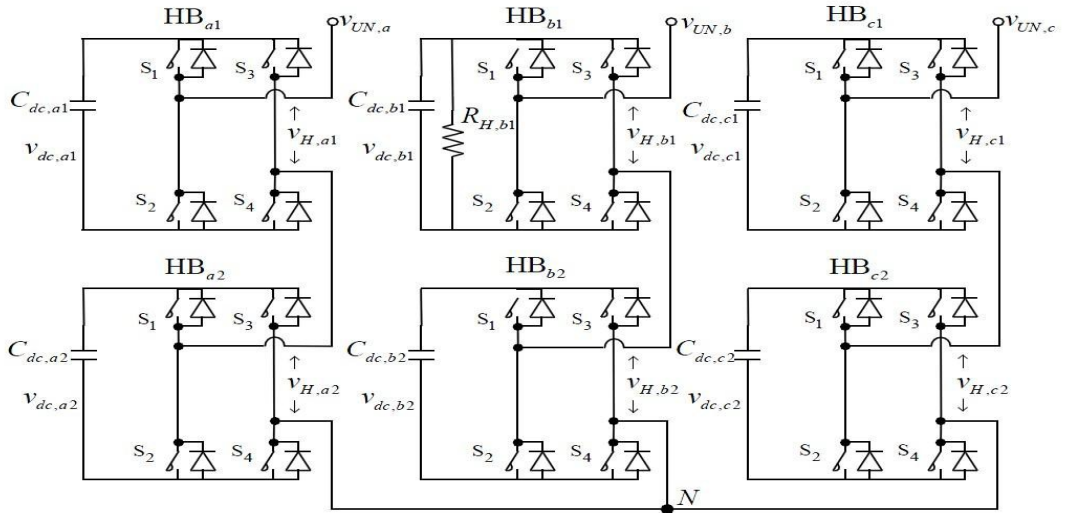 HB_{a1} v_{UN,a} HB_{b1} v_{UN,b} HB_{c1} v_{UN,c}
S_1 S_3 S_1 S_3 S_1 S_3
C_{dc,a1} v_{H,a1} C_{dc,b1} R_{H,b1} v_{H,b1} C_{dc,c1} v_{H,c1}
v_{dc,a1} v_{dc,b1} v_{dc,c1}
S_2 S_4 S_2 S_4 S_2 S_4
HB_{a2} HB_{b2} HB_{c2}
S_1 S_3 S_1 S_3 S_1 S_3
C_{dc,a2} v_{H,a2} C_{dc,b2} v_{H,b2} C_{dc,c2} v_{H,c2}
v_{dc,a2} v_{dc,b2} v_{dc,c2}
S_2 S_4 S_2 S_4 S_2 S_4
N